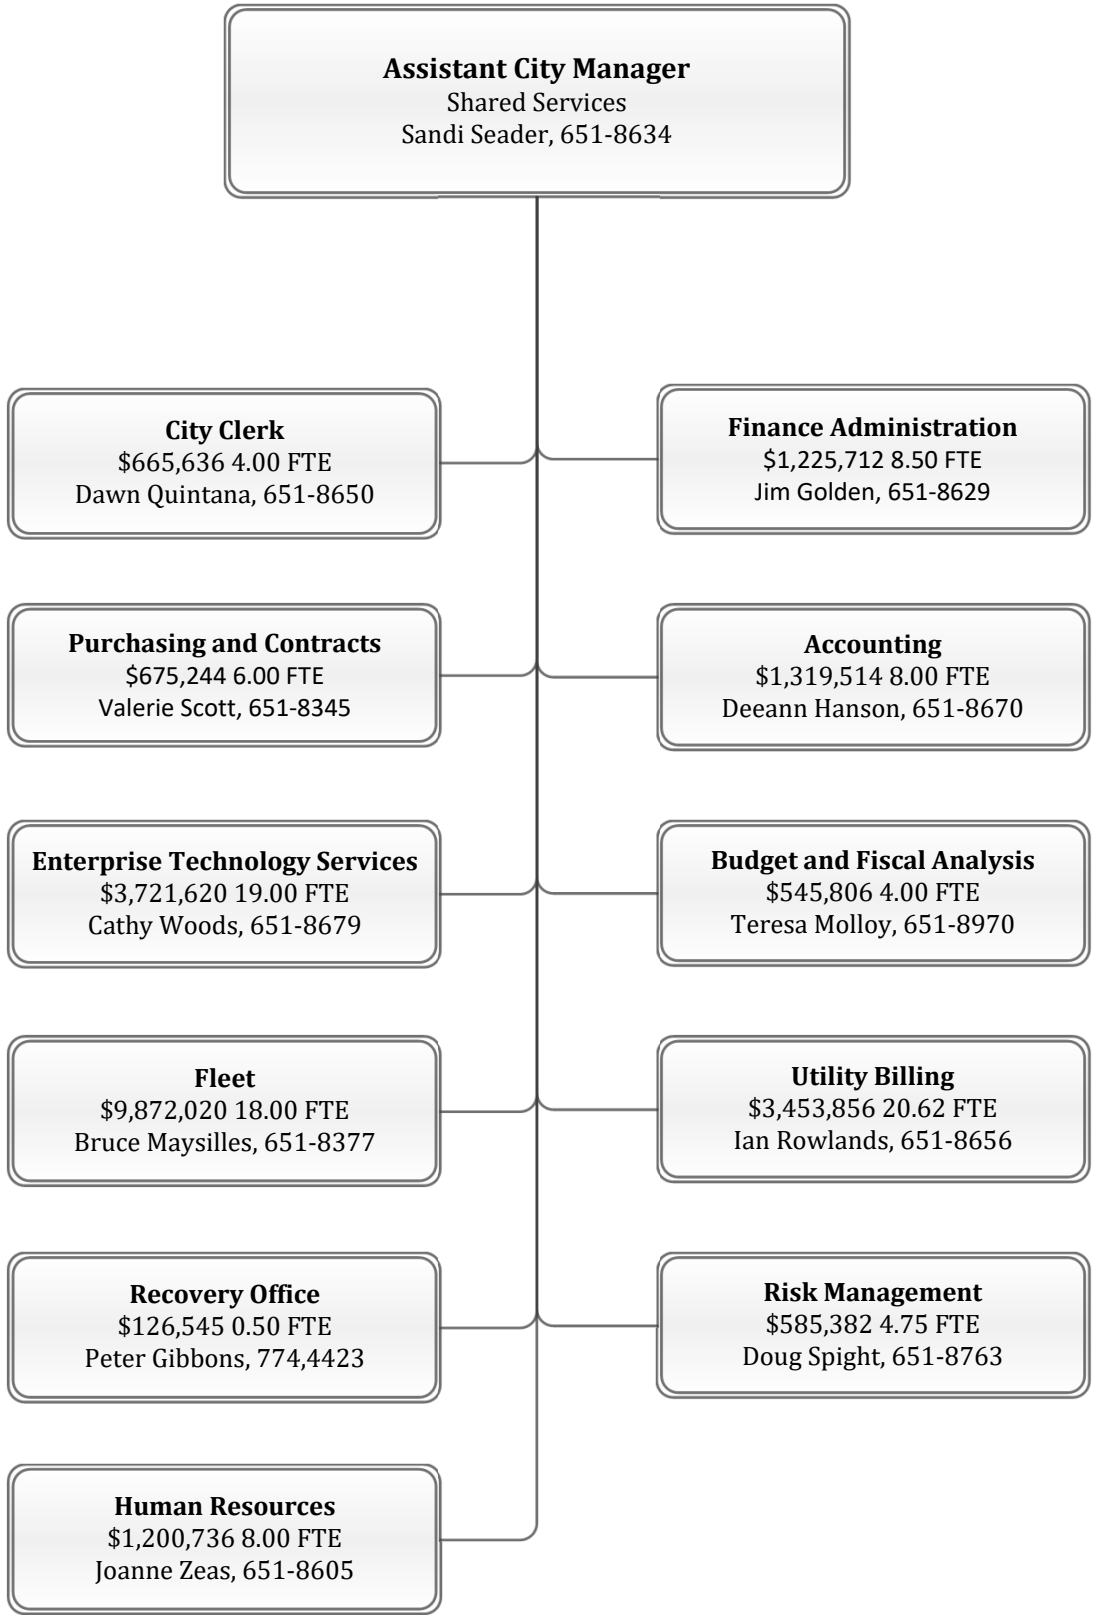 Assistant City Manager
Shared Services
Sandi Seader, 651-8634
City Clerk
$665,636 4.00 FTE
Dawn Quintana, 651-8650
Finance Administration
$1,225,712 8.50 FTE
Jim Golden, 651-8629
Purchasing and Contracts
$675,244 6.00 FTE
Valerie Scott, 651-8345
Accounting
$1,319,514 8.00 FTE
Deeann Hanson, 651-8670
Enterprise Technology Services
$3,721,620 19.00 FTE
Cathy Woods, 651-8679
Budget and Fiscal Analysis
$545,806 4.00 FTE
Teresa Molloy, 651-8970
Fleet
$9,872,020 18.00 FTE
Bruce Maysilles, 651-8377
Utility Billing
$3,453,856 20.62 FTE
Ian Rowlands, 651-8656
Recovery Office
$126,545 0.50 FTE
Peter Gibbons, 774,4423
Risk Management
$585,382 4.75 FTE
Doug Spight, 651-8763
Human Resources
$1,200,736 8.00 FTE
Joanne Zeas, 651-8605